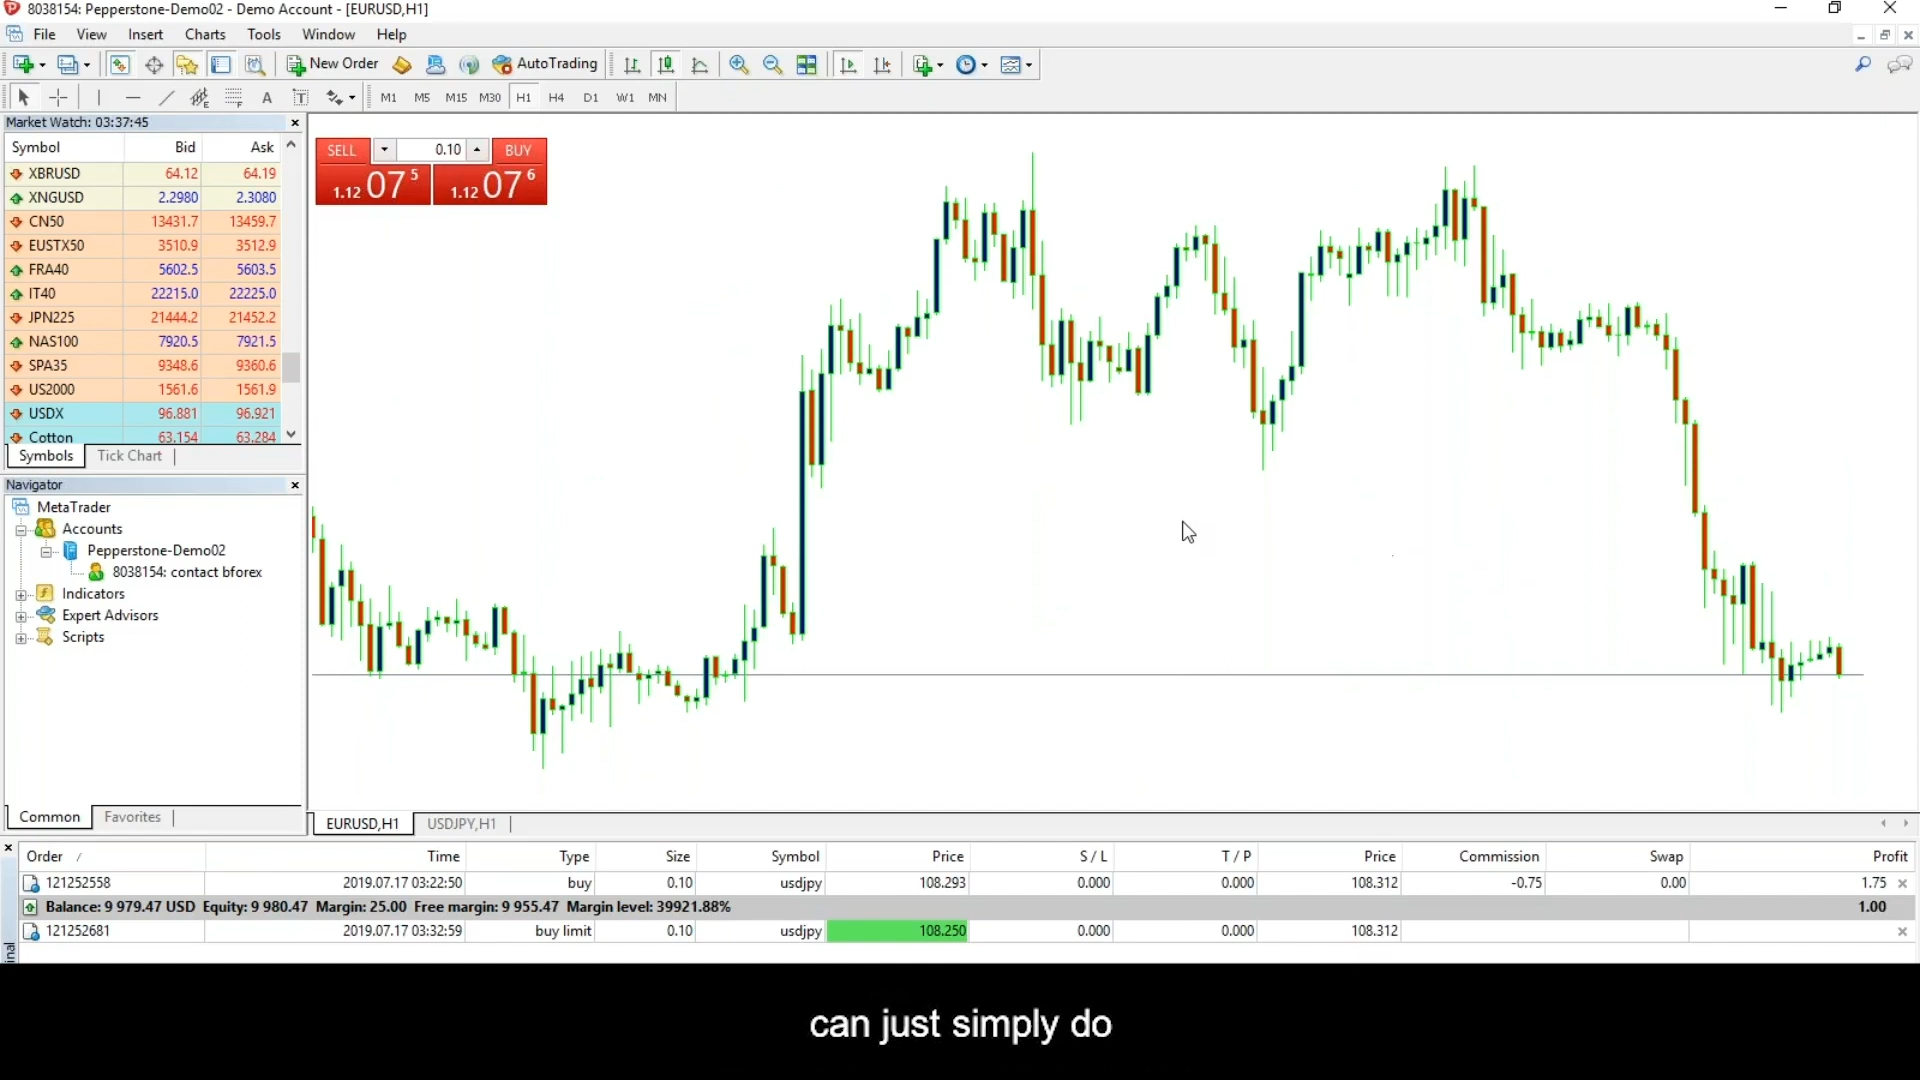 8038154: Pepperstone-Demo02 - Demo Account - [EURUSD,H1]
File View Insert Charts Tools Window Help
New Order AutoTrading
A T M1 M5 M15 M30 H1 H4 D1 W1 MN
Market Watch: 03:37:45
Symbol Bid Ask
XBRUSD 64.12 64.19
XNGUSD 2.2980 2.3080
CN50 13431.7 13459.7
EUSTX50 3510.9 3512.9
FRA40 5602.5 5603.5
IT40 22215.0 22225.0
JPN225 21444.2 21452.2
NAS100 7920.5 7921.5
SPA35 9348.6 9360.6
US2000 1561.6 1561.9
USDX 96.881 96.921
Cotton 63.154 63.284
Symbols Tick Chart
SELL 0.10 BUY
1.12 07 5 1.12 07 6
Navigator
MetaTrader
Accounts
Pepperstone-Demo02
8038154: contact bforex
Indicators
Expert Advisors
Scripts
Common Favorites
EURUSD,H1 USDJPY,H1
Order / Time Type Size Symbol Price S / L T / P Price Commission Swap Profit
121252558 2019.07.17 03:22:50 buy 0.10 usdjpy 108.293 0.000 0.000 108.312 -0.75 0.00 1.75
Balance: 9 979.47 USD Equity: 9 980.47 Margin: 25.00 Free margin: 9 955.47 Margin level: 39921.88% 1.00
121252681 2019.07.17 03:32:59 buy limit 0.10 usdjpy 108.250 0.000 0.000 108.312
can just simply do